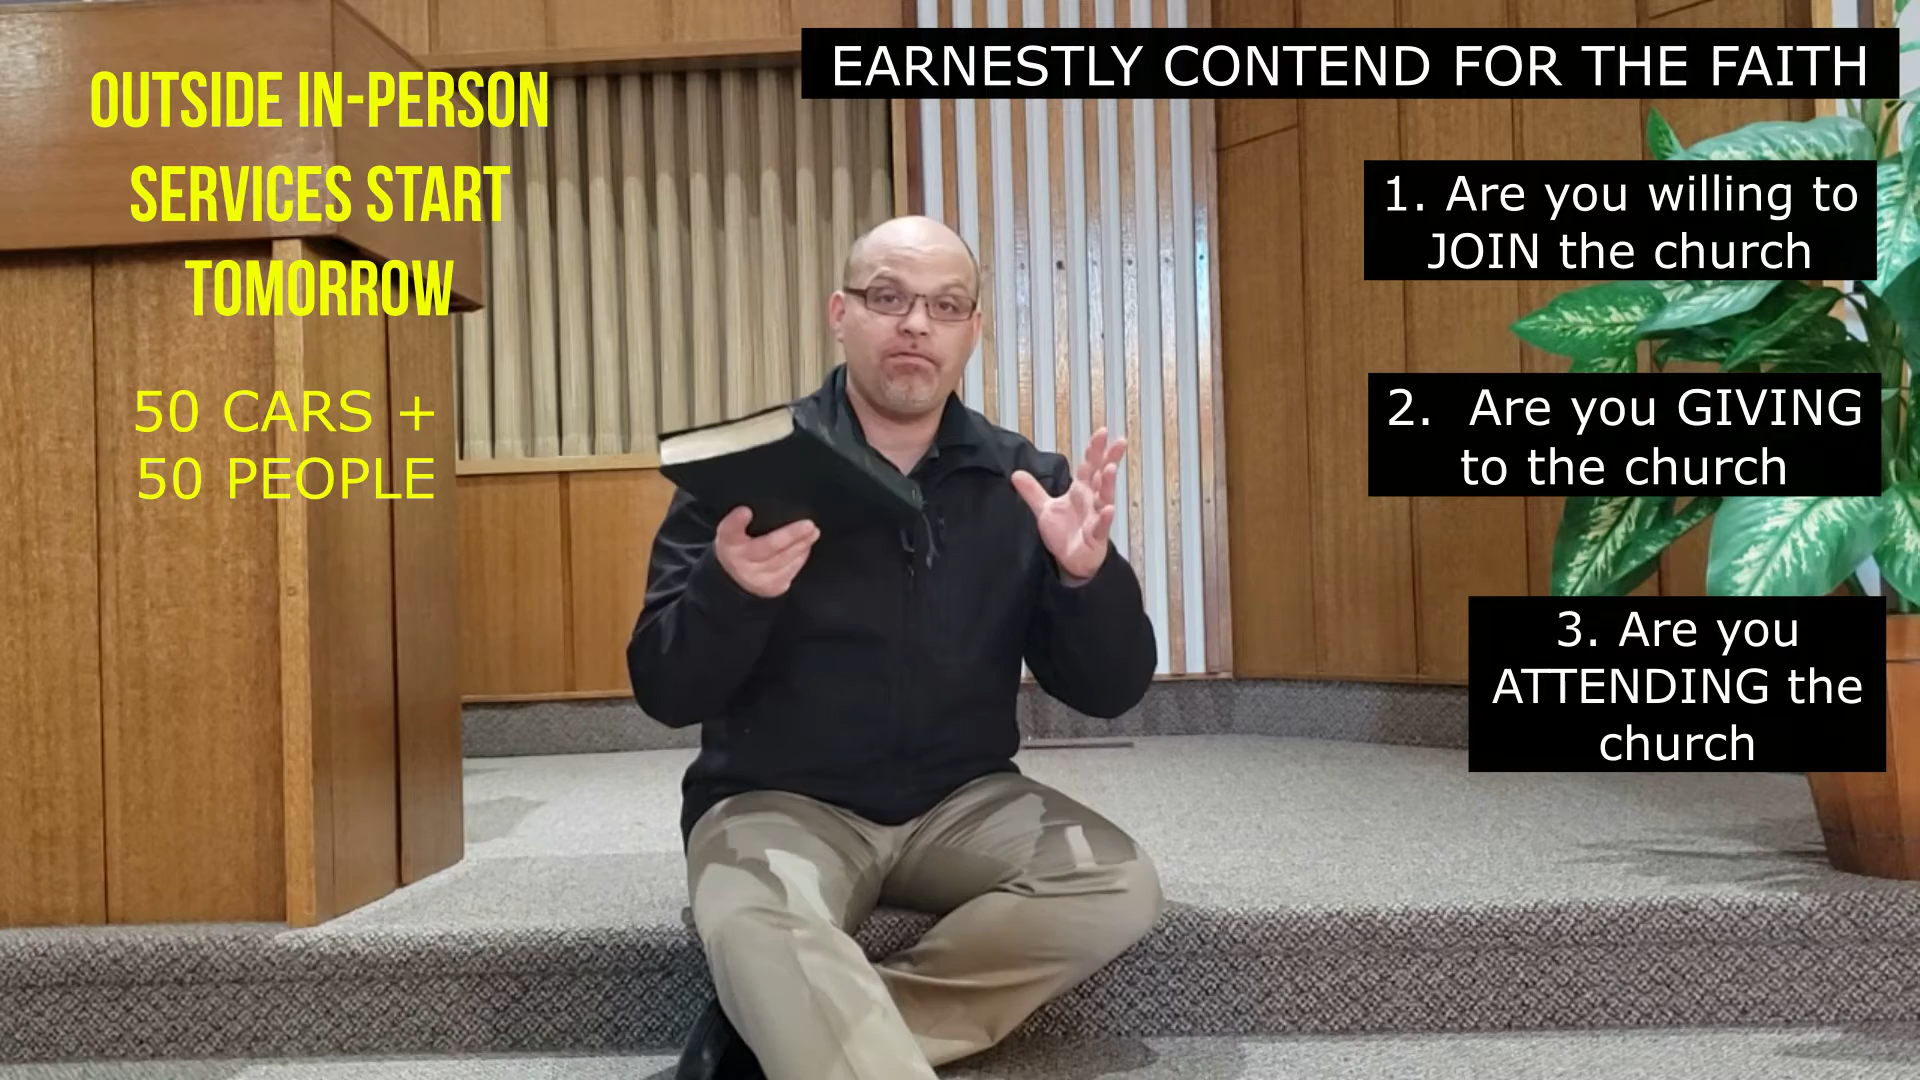 OUTSIDE IN-PERSON
SERVICES START
TOMORROW
50 CARS +
50 PEOPLE
EARNESTLY CONTEND FOR THE FAITH
1. Are you willing to
JOIN the church
2. Are you GIVING
to the church
3. Are you
ATTENDING the
church